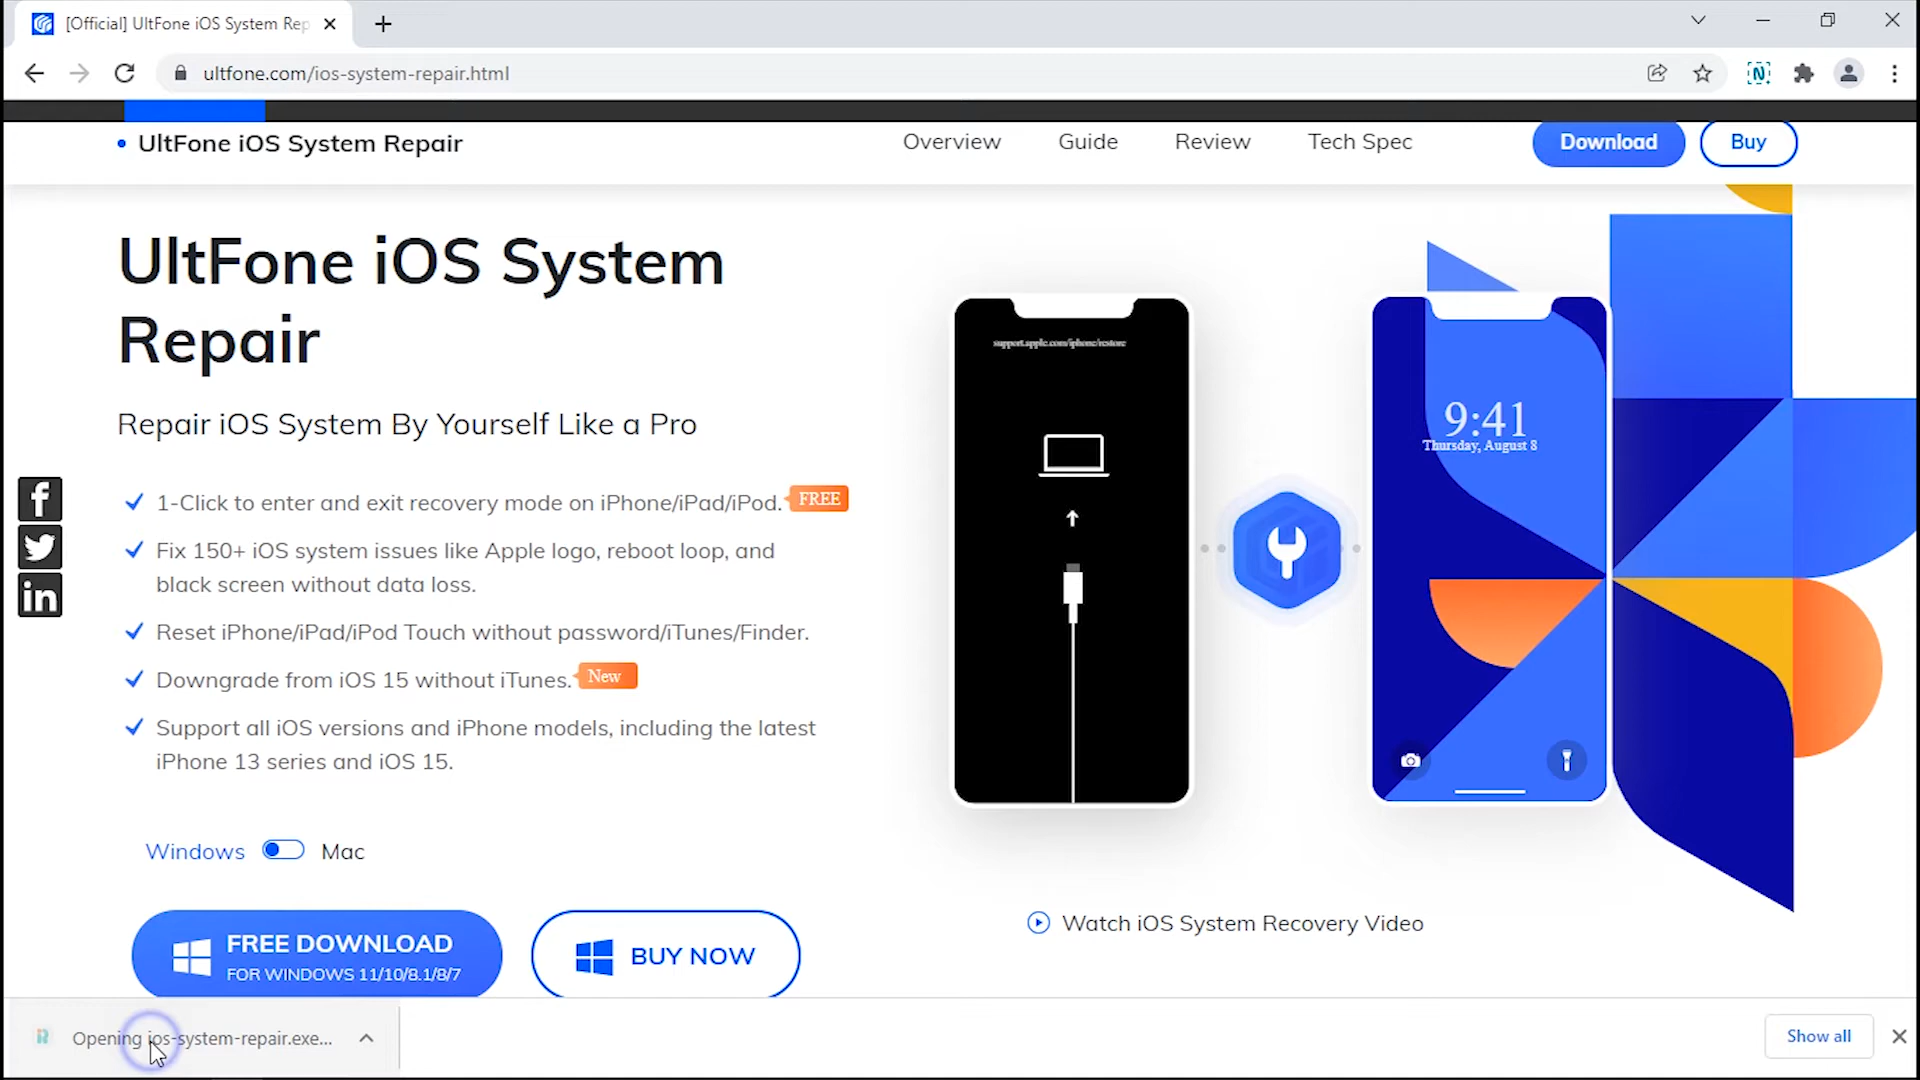 [Official] UltFone iOS System Rep
ultfone.com/ios-system-repair.html
UltFone iOS System Repair
Overview
Guide
Review
Tech Spec
Download
Buy
UltFone iOS System
Repair
Repair iOS System By Yourself Like a Pro
1-Click to enter and exit recovery mode on iPhone/iPad/iPod. FREE
Fix 150+ iOS system issues like Apple logo, reboot loop, and
black screen without data loss.
Reset iPhone/iPad/iPod Touch without password/iTunes/Finder.
Downgrade from iOS 15 without iTunes. New
Support all iOS versions and iPhone models, including the latest
iPhone 13 series and iOS 15.
Windows
Mac
FREE DOWNLOAD
FOR WINDOWS 11/10/8.1/8/7
BUY NOW
support.apple.com/iphone/restore
9:41
Thursday, August 8
Watch iOS System Recovery Video
Opening ios-system-repair.exe...
Show all